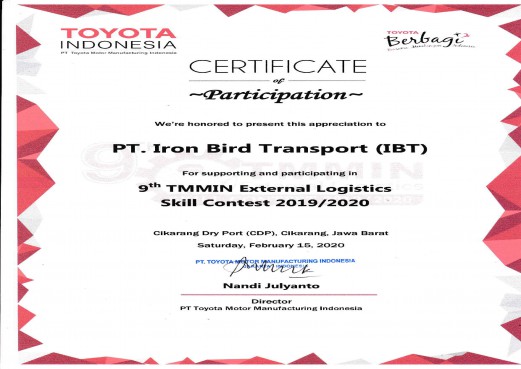 TOYOTA
INDONESIA
PT Toyota Motor Manufacturing Indonesia
TOYOTA
Berbagi
CERTIFICATE
of
~Participation~
We're honored to present this appreciation to
PT. Iron Bird Transport (IBT)
For supporting and participating in
9th TMMIN External Logistics
Skill Contest 2019/2020
Cikarang Dry Port (CDP), Cikarang, Jawa Barat
Saturday, February 15, 2020
PT. TOYOTA MOTOR MANUFACTURING INDONESIA
Nandi Julyanto
Director
PT Toyota Motor Manufacturing Indonesia